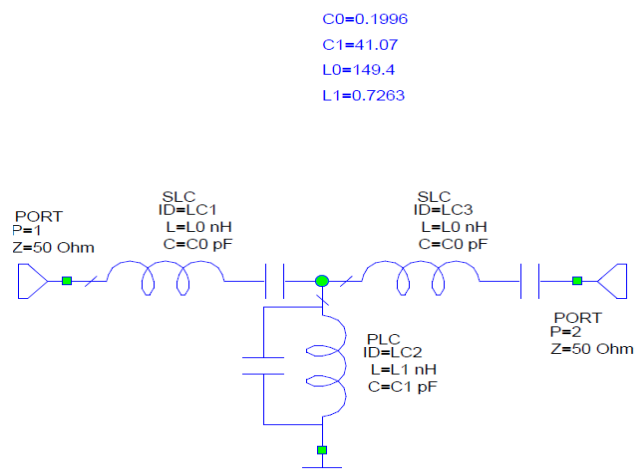 C0=0.1996
C1=41.07
L0=149.4
L1=0.7263
PORT
P=1
Z=50 Ohm
SLC
ID=LC1
L=L0 nH
C=C0 pF
SLC
ID=LC3
L=L0 nH
C=C0 pF
PLC
ID=LC2
L=L1 nH
C=C1 pF
PORT
P=2
Z=50 Ohm